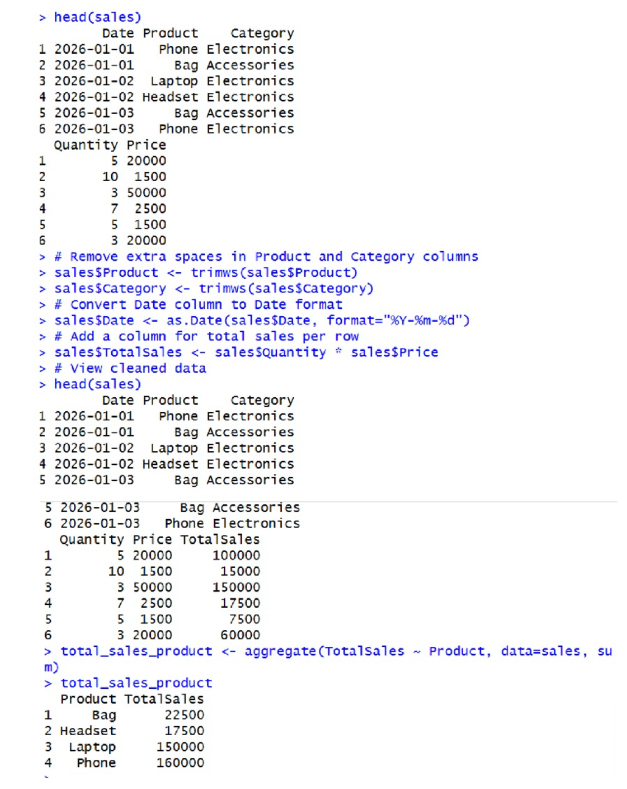 > head(sales)
        Date Product    Category
1 2026-01-01   Phone Electronics
2 2026-01-01     Bag Accessories
3 2026-01-02  Laptop Electronics
4 2026-01-02 Headset Electronics
5 2026-01-03     Bag Accessories
6 2026-01-03   Phone Electronics
  Quantity Price
1        5 20000
2       10  1500
3        3 50000
4        7  2500
5        5  1500
6        3 20000
> # Remove extra spaces in Product and Category columns
> sales$Product <- trimws(sales$Product)
> sales$Category <- trimws(sales$Category)
> # Convert Date column to Date format
> sales$Date <- as.Date(sales$Date, format="%Y-%m-%d")
> # Add a column for total sales per row
> sales$TotalSales <- sales$Quantity * sales$Price
> # View cleaned data
> head(sales)
        Date Product    Category
1 2026-01-01   Phone Electronics
2 2026-01-01     Bag Accessories
3 2026-01-02  Laptop Electronics
4 2026-01-02 Headset Electronics
5 2026-01-03     Bag Accessories
5 2026-01-03     Bag Accessories
6 2026-01-03   Phone Electronics
  Quantity Price TotalSales
1        5 20000     100000
2       10  1500      15000
3        3 50000     150000
4        7  2500      17500
5        5  1500       7500
6        3 20000      60000
> total_sales_product <- aggregate(TotalSales ~ Product, data=sales, su
m)
> total_sales_product
  Product TotalSales
1     Bag      22500
2 Headset      17500
3  Laptop     150000
4   Phone     160000